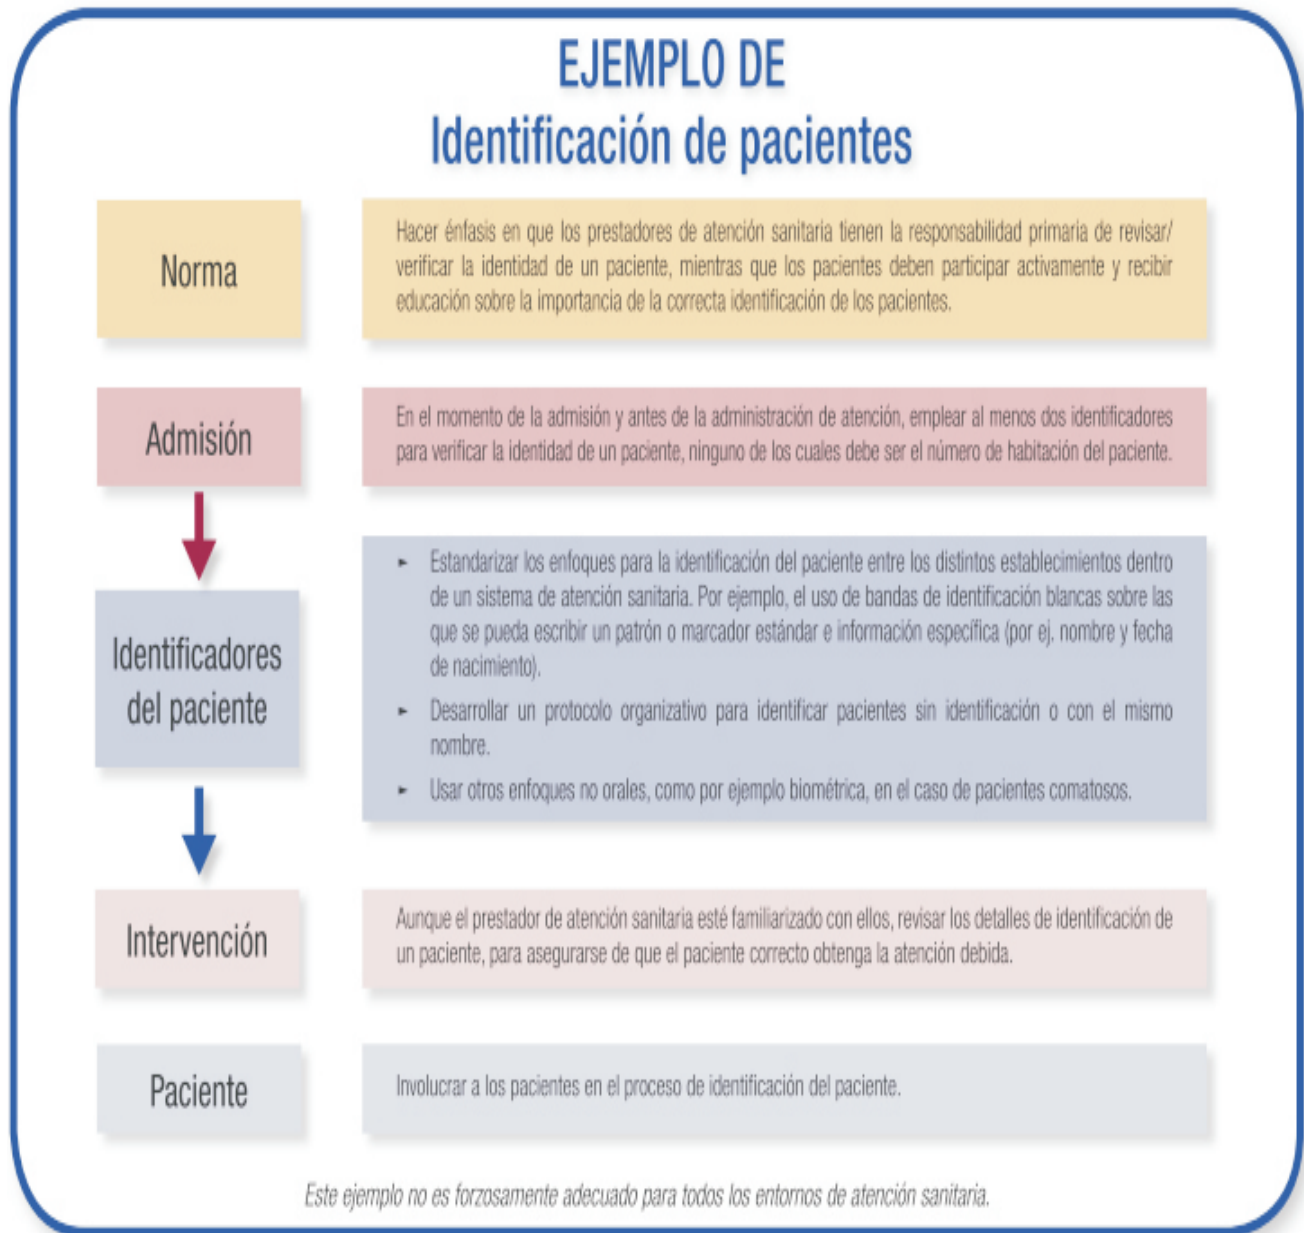 EJEMPLO DE
Identificación de pacientes
Norma
Hacer énfasis en que los prestadores de atención sanitaria tienen la responsabilidad primaria de revisar/
verificar la identidad de un paciente, mientras que los pacientes deben participar activamente y recibir
educación sobre la importancia de la correcta identificación de los pacientes.
Admisión
En el momento de la admisión y antes de la administración de atención, emplear al menos dos identificadores
para verificar la identidad de un paciente, ninguno de los cuales debe ser el número de habitación del paciente.
Identificadores
del paciente
► Estandarizar los enfoques para la identificación del paciente entre los distintos establecimientos dentro
de un sistema de atención sanitaria. Por ejemplo, el uso de bandas de identificación blancas sobre las
que se pueda escribir un patrón o marcador estándar e información específica (por ej. nombre y fecha
de nacimiento).
► Desarrollar un protocolo organizativo para identificar pacientes sin identificación o con el mismo
nombre.
► Usar otros enfoques no orales, como por ejemplo biométrica, en el caso de pacientes comatosos.
Intervención
Aunque el prestador de atención sanitaria esté familiarizado con ellos, revisar los detalles de identificación de
un paciente, para asegurarse de que el paciente correcto obtenga la atención debida.
Paciente
Involucrar a los pacientes en el proceso de identificación del paciente.
Este ejemplo no es forzosamente adecuado para todos los entornos de atención sanitaria.